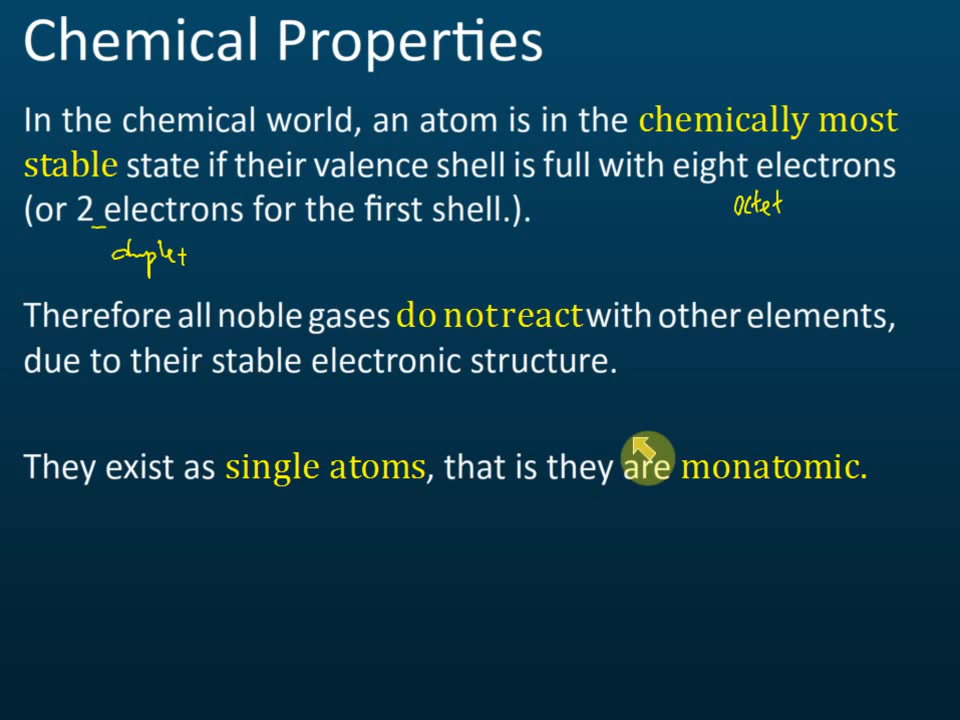 Chemical Properties
In the chemical world, an atom is in the chemically most
stable state if their valence shell is full with eight electrons
(or 2 electrons for the first shell.).
octet
duplet
Therefore all noble gases do not react with other elements,
due to their stable electronic structure.
They exist as single atoms, that is they are monatomic.